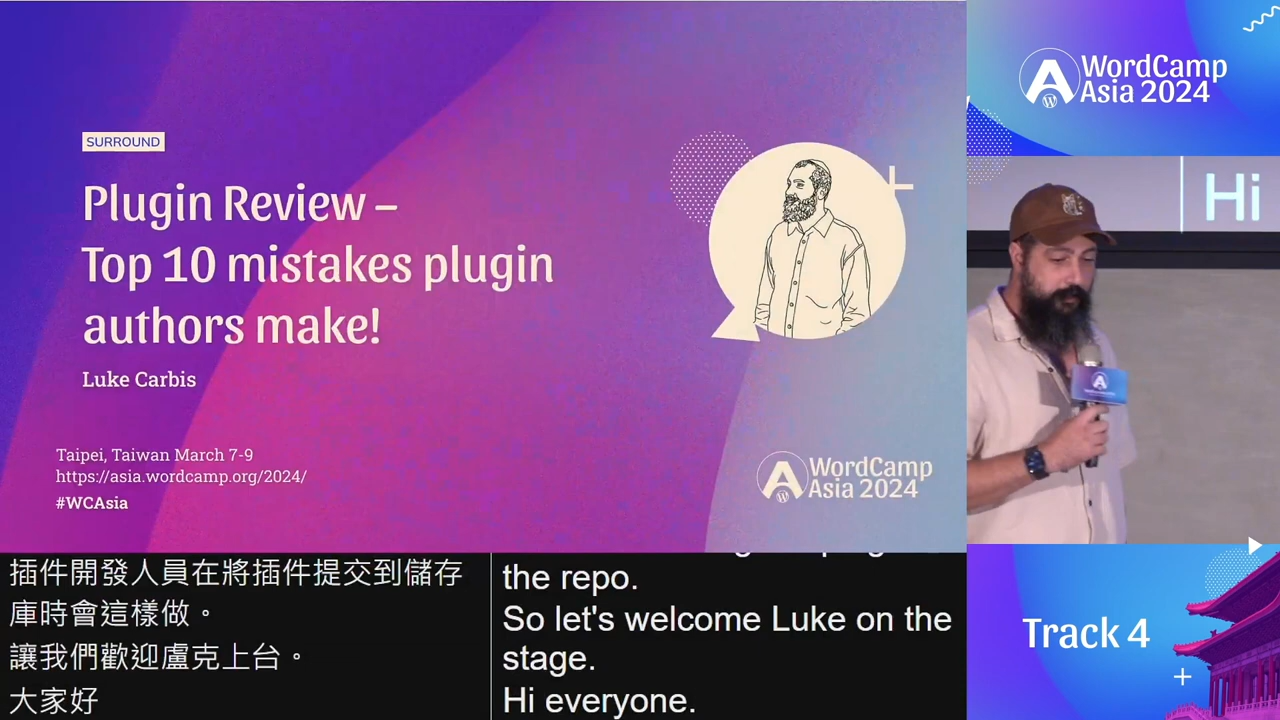 SURROUND
Plugin Review –
Top 10 mistakes plugin
authors make!
Luke Carbis
Taipei, Taiwan March 7-9
https://asia.wordcamp.org/2024/
#WCAsia
WordCamp
Asia 2024
WordCamp
Asia 2024
Hi
Track 4
插件開發人員在將插件提交到儲存
庫時會這樣做。
讓我們歡迎盧克上台。
大家好
the repo.
So let's welcome Luke on the
stage.
Hi everyone.